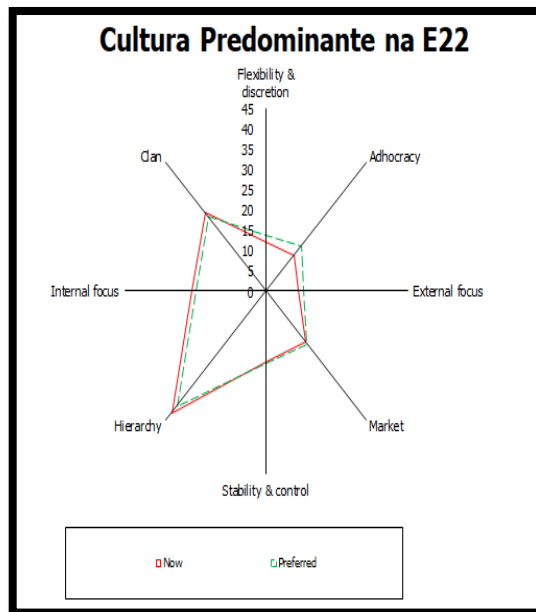 Cultura Predominante na E22
Flexibility &
discretion
45
40
35
30
25
20
15
10
5
0
Clan
Adhocracy
Internal focus
External focus
Hierarchy
Market
Stability & control
Now
Preferred